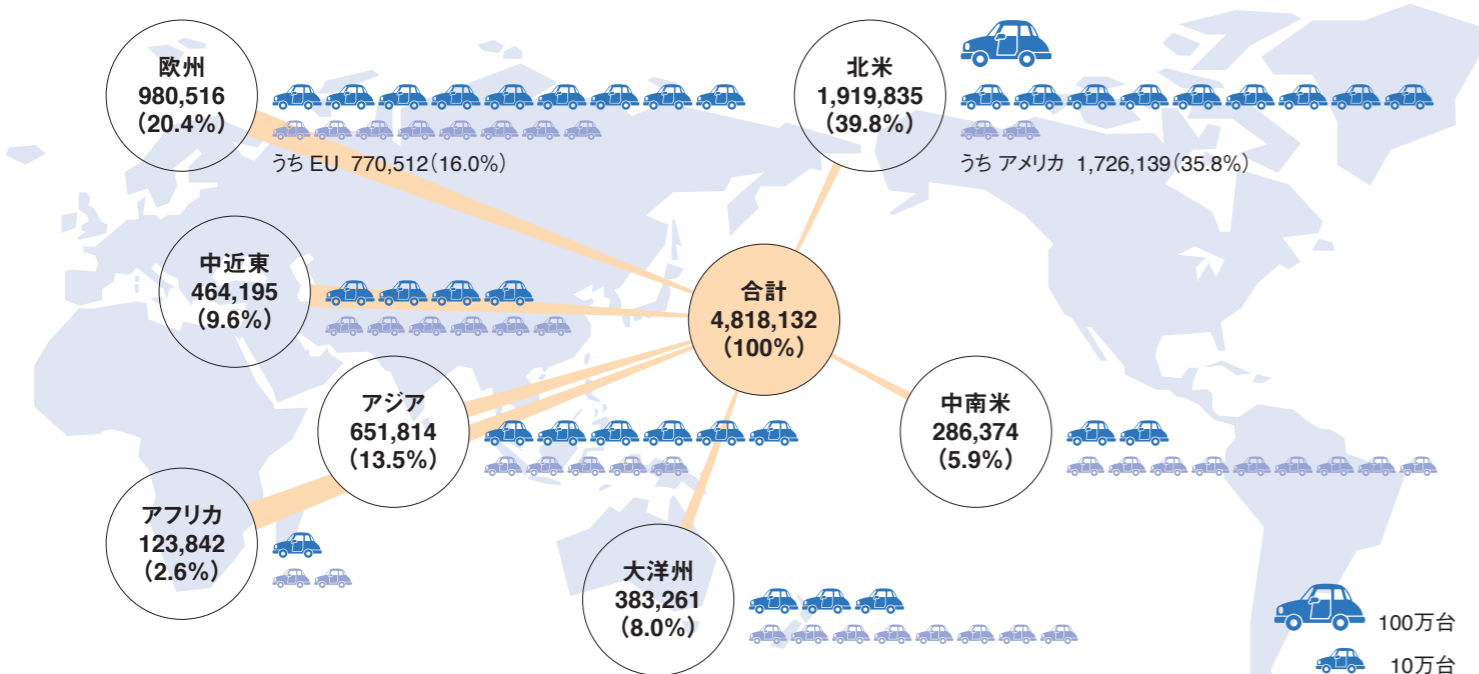 欧州
980,516
(20.4%)
うち EU 770,512(16.0%)
北米
1,919,835
(39.8%)
うち アメリカ 1,726,139(35.8%)
中近東
464,195
(9.6%)
合計
4,818,132
(100%)
アジア
651,814
(13.5%)
中南米
286,374
(5.9%)
アフリカ
123,842
(2.6%)
大洋州
383,261
(8.0%)
100万台
10万台